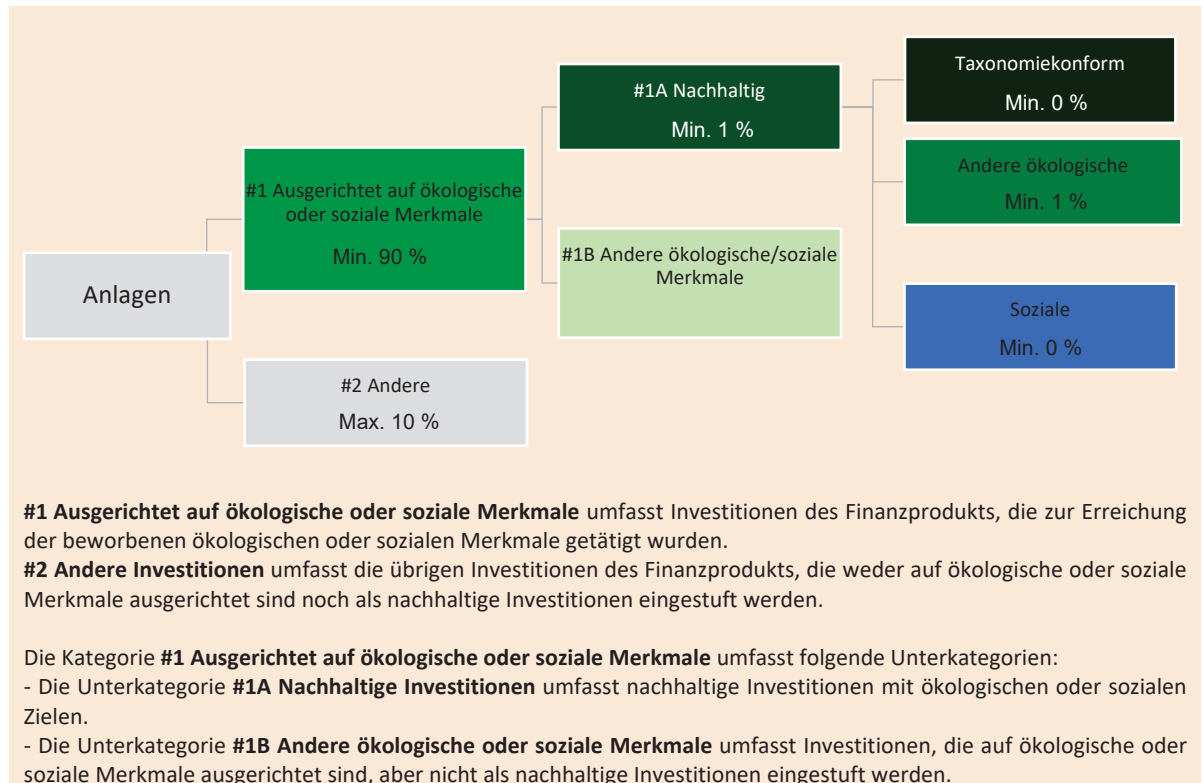 Anlagen
#1 Ausgerichtet auf ökologische
oder soziale Merkmale
Min. 90 %
#2 Andere
Max. 10 %
#1A Nachhaltig
Min. 1 %
#1B Andere ökologische/soziale
Merkmale
Taxonomiekonform
Min. 0 %
Andere ökologische
Min. 1 %
Soziale
Min. 0 %
#1 Ausgerichtet auf ökologische oder soziale Merkmale umfasst Investitionen des Finanzprodukts, die zur Erreichung
der beworbenen ökologischen oder sozialen Merkmale getätigt wurden.
#2 Andere Investitionen umfasst die übrigen Investitionen des Finanzprodukts, die weder auf ökologische oder soziale
Merkmale ausgerichtet sind noch als nachhaltige Investitionen eingestuft werden.
Die Kategorie #1 Ausgerichtet auf ökologische oder soziale Merkmale umfasst folgende Unterkategorien:
- Die Unterkategorie #1A Nachhaltige Investitionen umfasst nachhaltige Investitionen mit ökologischen oder sozialen
Zielen.
- Die Unterkategorie #1B Andere ökologische oder soziale Merkmale umfasst Investitionen, die auf ökologische oder
soziale Merkmale ausgerichtet sind, aber nicht als nachhaltige Investitionen eingestuft werden.